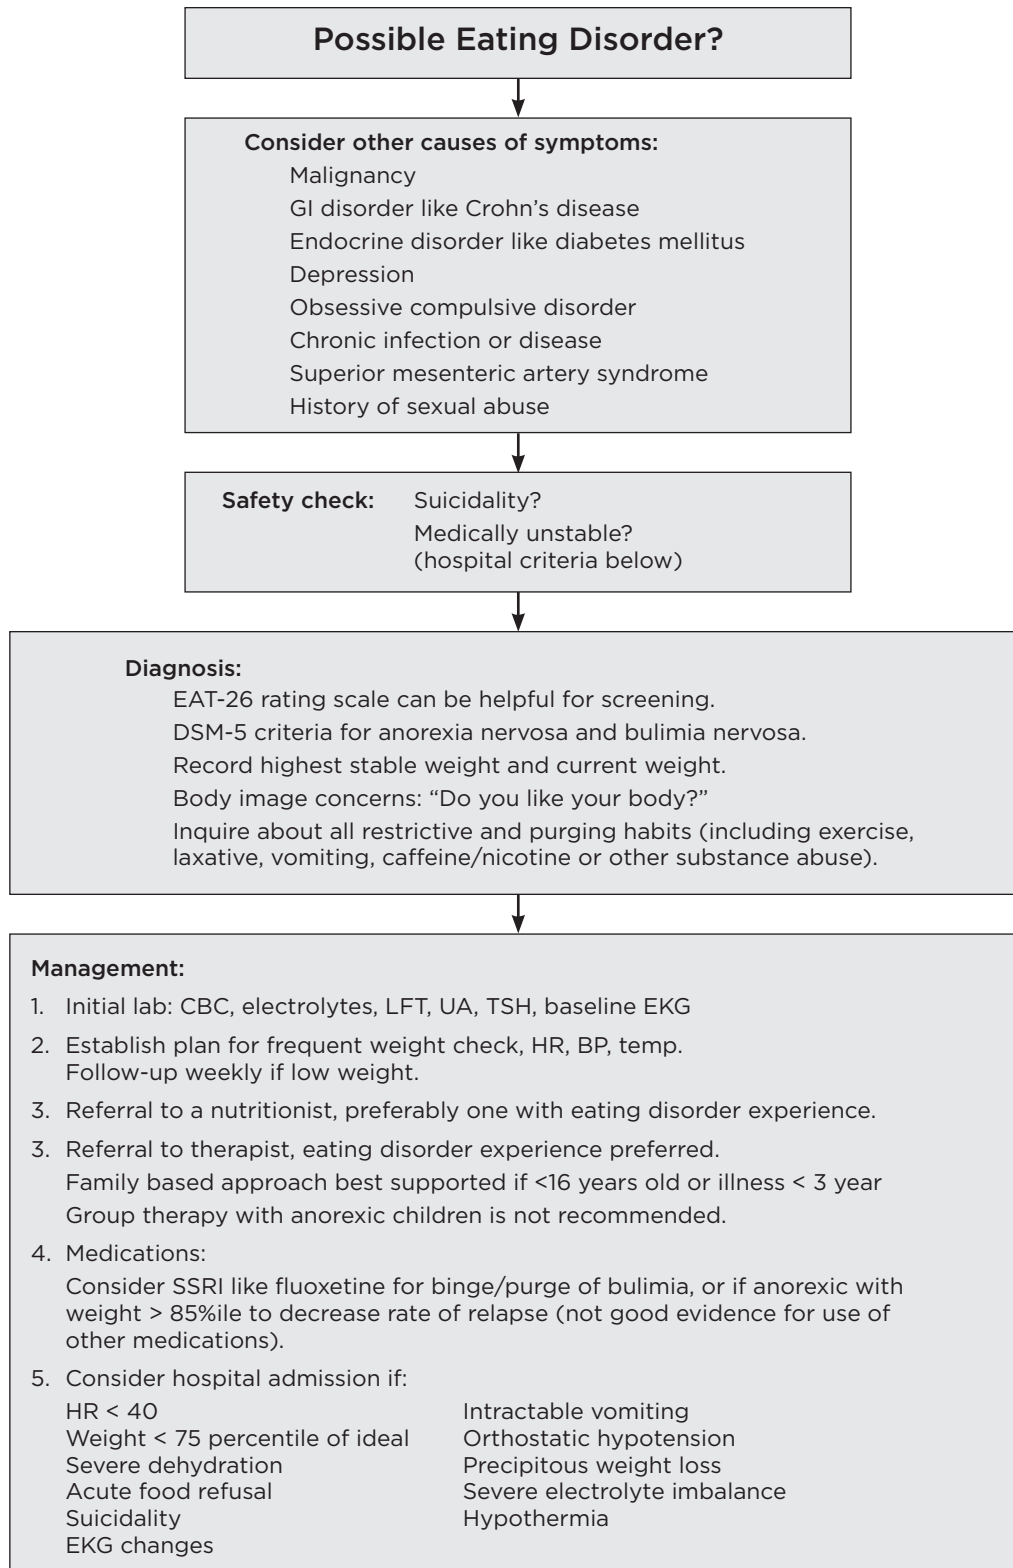 Possible Eating Disorder?
Consider other causes of symptoms:
Malignancy
GI disorder like Crohn’s disease
Endocrine disorder like diabetes mellitus
Depression
Obsessive compulsive disorder
Chronic infection or disease
Superior mesenteric artery syndrome
History of sexual abuse
Safety check: Suicidality?
Medically unstable?
(hospital criteria below)
Diagnosis:
EAT-26 rating scale can be helpful for screening.
DSM-5 criteria for anorexia nervosa and bulimia nervosa.
Record highest stable weight and current weight.
Body image concerns: “Do you like your body?”
Inquire about all restrictive and purging habits (including exercise,
laxative, vomiting, caffeine/nicotine or other substance abuse).
Management:
1. Initial lab: CBC, electrolytes, LFT, UA, TSH, baseline EKG
2. Establish plan for frequent weight check, HR, BP, temp.
Follow-up weekly if low weight.
3. Referral to a nutritionist, preferably one with eating disorder experience.
3. Referral to therapist, eating disorder experience preferred.
Family based approach best supported if <16 years old or illness < 3 year
Group therapy with anorexic children is not recommended.
4. Medications:
Consider SSRI like fluoxetine for binge/purge of bulimia, or if anorexic with
weight > 85%ile to decrease rate of relapse (not good evidence for use of
other medications).
5. Consider hospital admission if:
HR < 40
Weight < 75 percentile of ideal
Severe dehydration
Acute food refusal
Suicidality
EKG changes
Intractable vomiting
Orthostatic hypotension
Precipitous weight loss
Severe electrolyte imbalance
Hypothermia